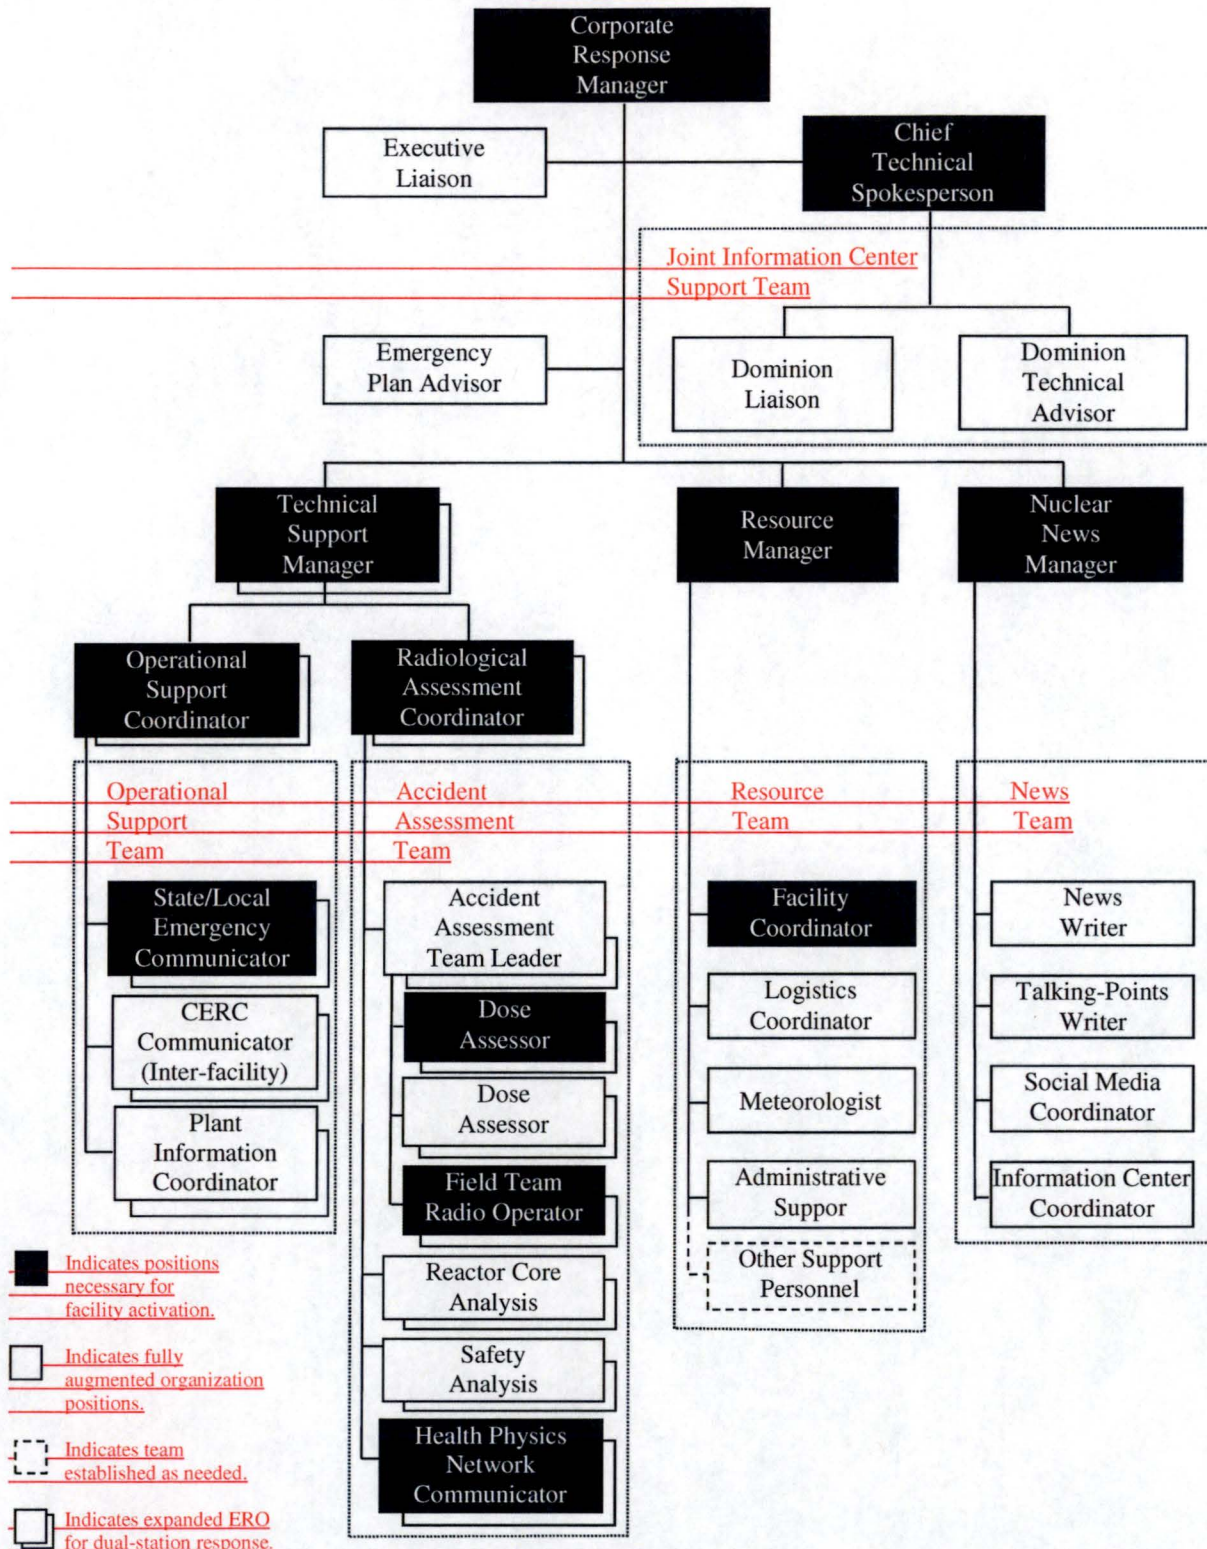 Corporate
Response
Manager
Executive
Liaison
Chief
Technical
Spokesperson
Joint Information Center
Support Team
Emergency
Plan Advisor
Dominion
Liaison
Dominion
Technical
Advisor
Technical
Support
Manager
Resource
Manager
Nuclear
News
Manager
Operational
Support
Coordinator
Radiological
Assessment
Coordinator
Operational
Support
Team
Accident
Assessment
Team
Resource
Team
News
Team
State/Local
Emergency
Communicator
CERC
Communicator
(Inter-facility)
Plant
Information
Coordinator
Accident
Assessment
Team Leader
Dose
Assessor
Dose
Assessor
Field Team
Radio Operator
Reactor Core
Analysis
Safety
Analysis
Health Physics
Network
Communicator
Facility
Coordinator
Logistics
Coordinator
Meteorologist
Administrative
Suppor
Other Support
Personnel
News
Writer
Talking-Points
Writer
Social Media
Coordinator
Information Center
Coordinator
Indicates positions
necessary for
facility activation.
Indicates fully
augmented organization
positions.
Indicates team
established as needed.
Indicates expanded ERO
for dual-station response.